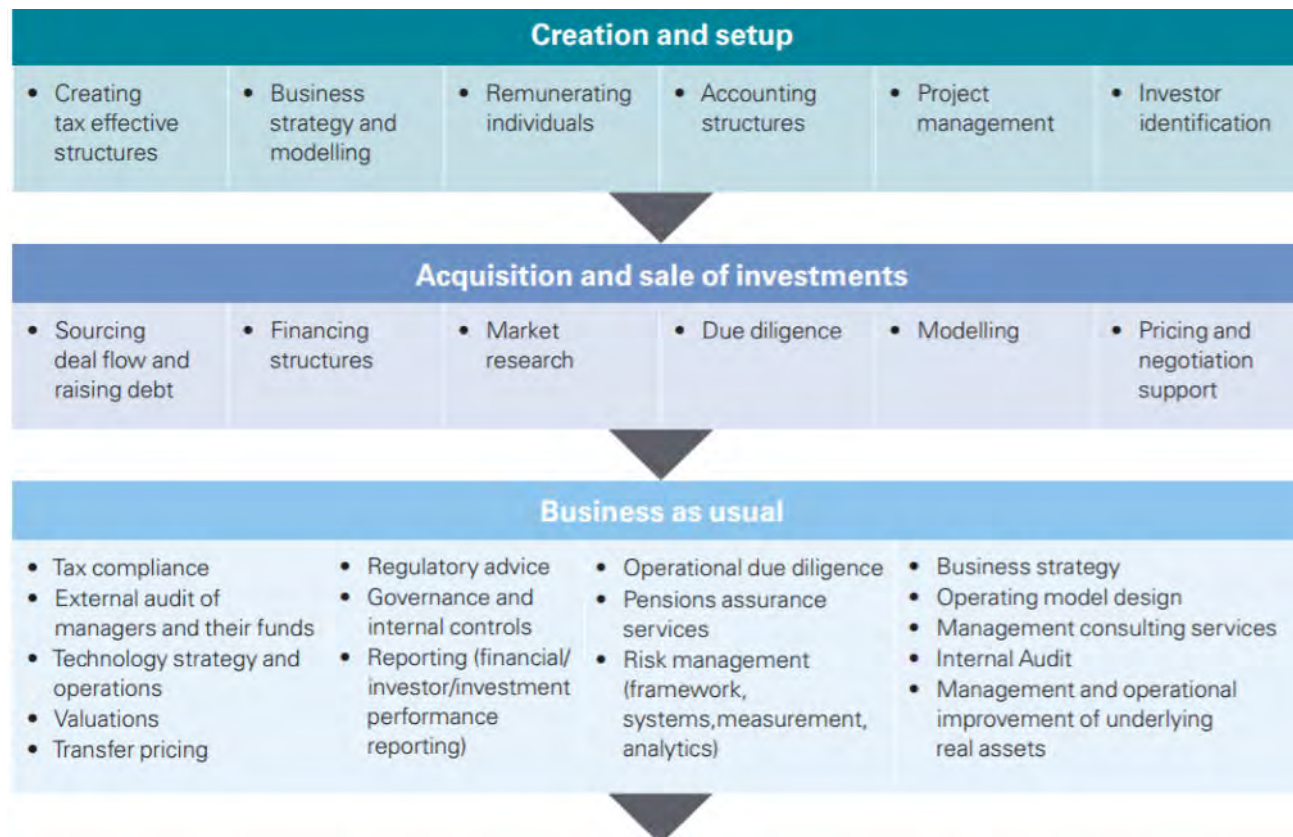 Creation and setup
• Creating
tax effective
structures
• Business
strategy and
modelling
• Remunerating
individuals
• Accounting
structures
• Project
management
• Investor
identification
Acquisition and sale of investments
• Sourcing
deal flow and
raising debt
• Financing
structures
• Market
research
• Due diligence
• Modelling
• Pricing and
negotiation
support
Business as usual
• Tax compliance
• External audit of
managers and their funds
• Technology strategy and
operations
• Valuations
• Transfer pricing
• Regulatory advice
• Governance and
internal controls
• Reporting (financial/
investor/investment
performance
reporting)
• Operational due diligence
• Pensions assurance
services
• Risk management
(framework,
systems,measurement,
analytics)
• Business strategy
• Operating model design
• Management consulting services
• Internal Audit
• Management and operational
improvement of underlying
real assets